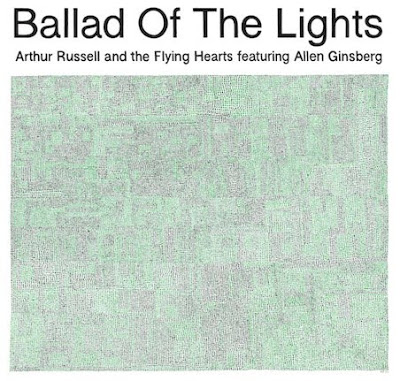 Ballad Of The Lights
Arthur Russell and the Flying Hearts featuring Allen Ginsberg